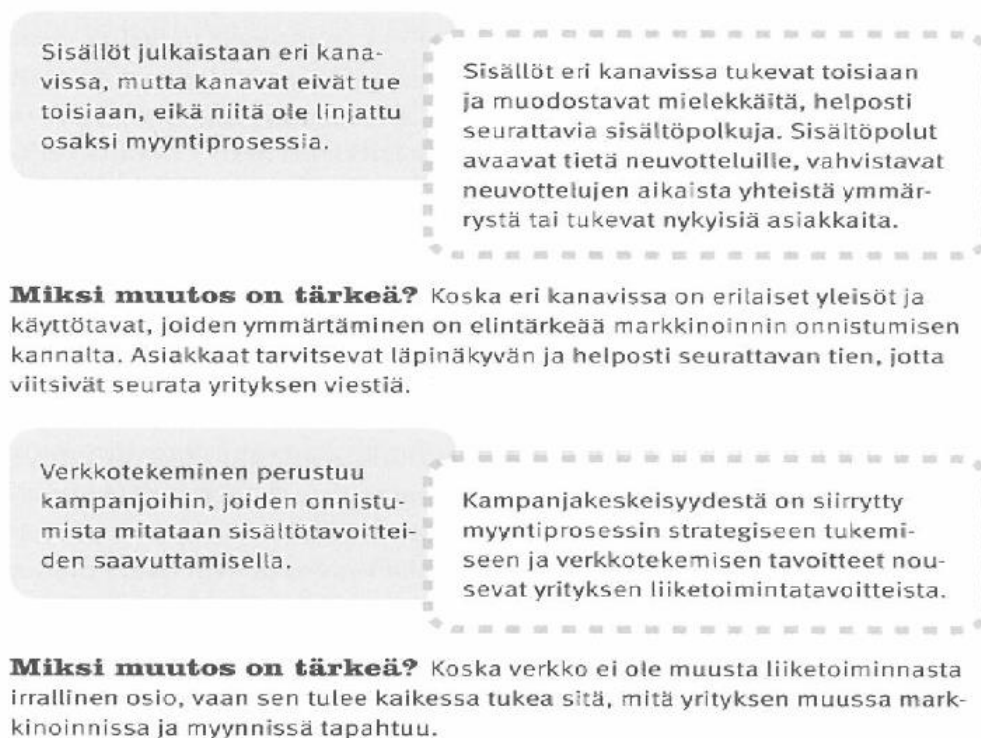 Sisällöt julkaistaan eri kana-
vissa, mutta kanavat eivät tue
toisiaan, eikä niitä ole linjattu
osaksi myyntiprosessia.
Sisällöt eri kanavissa tukevat toisiaan
ja muodostavat mielekkäitä, helposti
seurattavia sisältöpolkuja. Sisältöpolut
avaavat tietä neuvotteluille, vahvistavat
neuvottelujen aikaista yhteistä ymmär-
rystä tai tukevat nykyisiä asiakkaita.
Miksi muutos on tärkeä? Koska eri kanavissa on erilaiset yleisöt ja
käyttötavat, joiden ymmärtäminen on elintärkeää markkinoinnin onnistumisen
kannalta. Asiakkaat tarvitsevat läpinäkyvän ja helposti seurattavan tien, jotta
viitsivät seurata yrityksen viestiä.
Verkkotekeminen perustuu
kampanjoihin, joiden onnistu-
mista mitataan sisältötavoittei-
den saavuttamisella.
Kampanjakeskeisyydestä on siirrytty
myyntiprosessin strategiseen tukemi-
seen ja verkkotekemisen tavoitteet nou-
sevat yrityksen liiketoimintatavoitteista.
Miksi muutos on tärkeä? Koska verkko ei ole muusta liiketoiminnasta
irrallinen osio, vaan sen tulee kaikessa tukea sitä, mitä yrityksen muussa mark-
kinoinnissa ja myynnissä tapahtuu.